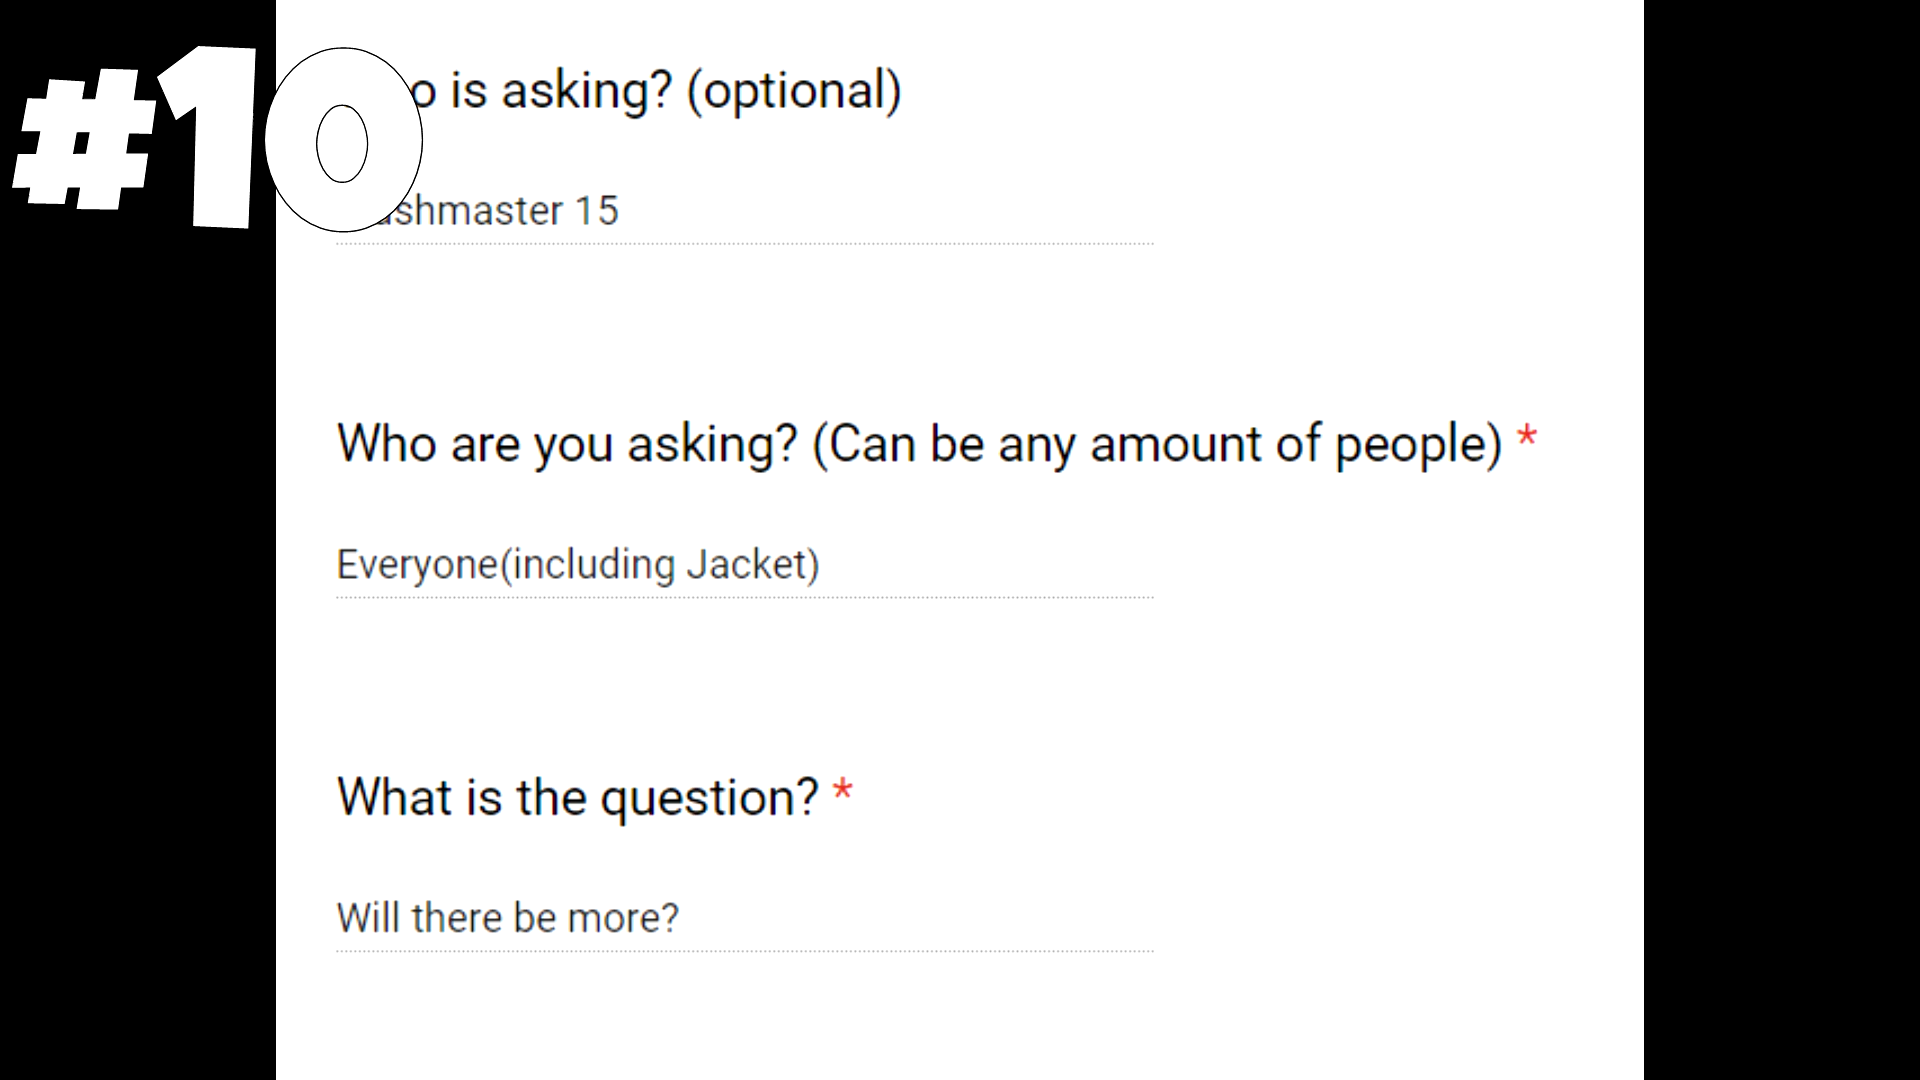 #10
is asking? (optional)
15
Who are you asking? (Can be any amount of people) *
Everyone(including Jacket)
What is the question? *
Will there be more?